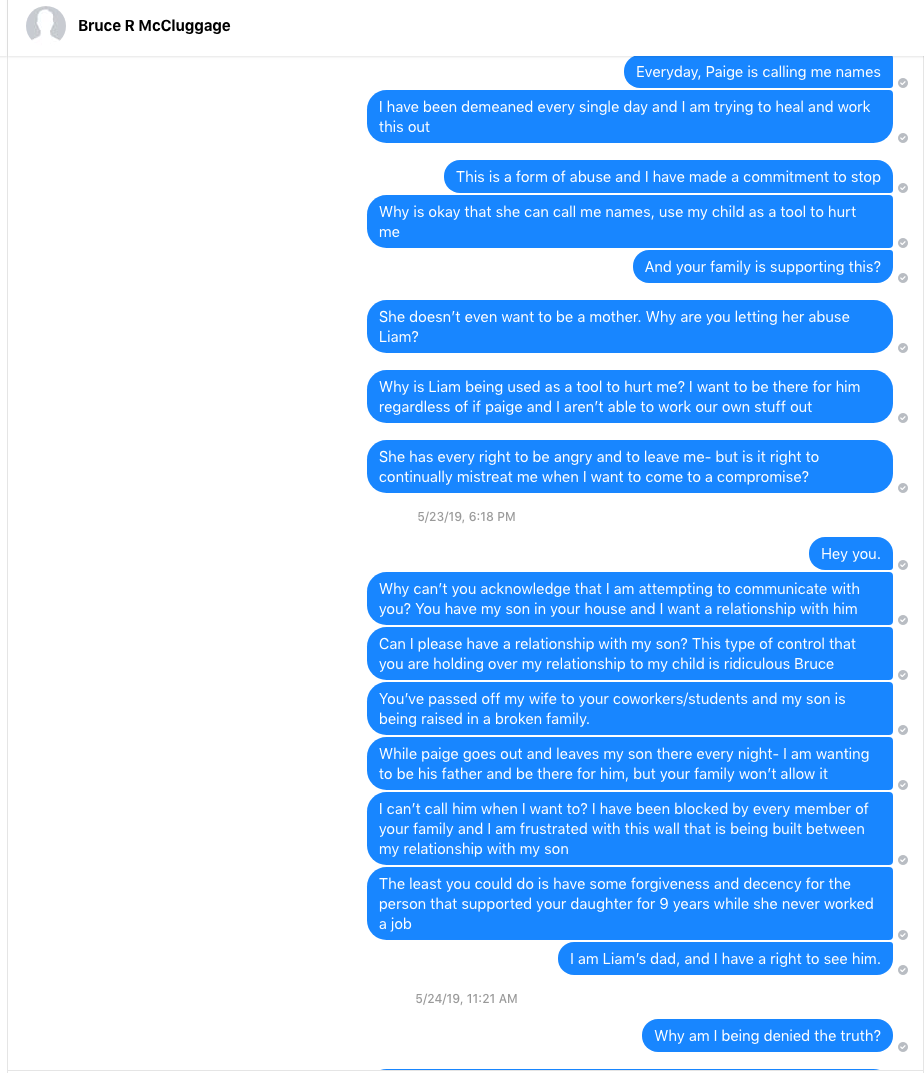 Bruce R McCluggage
Everyday, Paige is calling me names
I have been demeaned every single day and I am trying to heal and work
this out
This is a form of abuse and I have made a commitment to stop
Why is okay that she can call me names, use my child as a tool to hurt
me
And your family is supporting this?
She doesn't even want to be a mother. Why are you letting her abuse
Liam?
Why is Liam being used as a tool to hurt me? I want to be there for him
regardless of if paige and I aren't able to work our own stuff out
She has every right to be angry and to leave me- but is it right to
continually mistreat me when I want to come to a compromise?
5/23/19, 6:18 PM
Hey you.
Why can't you acknowledge that I am attempting to communicate with
you? You have my son in your house and I want a relationship with him
Can I please have a relationship with my son? This type of control that
you are holding over my relationship to my child is ridiculous Bruce
You've passed off my wife to your coworkers/students and my son is
being raised in a broken family.
While paige goes out and leaves my son there every night- I am wanting
to be his father and be there for him, but your family won't allow it
I can't call him when I want to? I have been blocked by every member of
your family and I am frustrated with this wall that is being built between
my relationship with my son
The least you could do is have some forgiveness and decency for the
person that supported your daughter for 9 years while she never worked
a job
I am Liam's dad, and I have a right to see him.
5/24/19, 11:21 AM
Why am I being denied the truth?